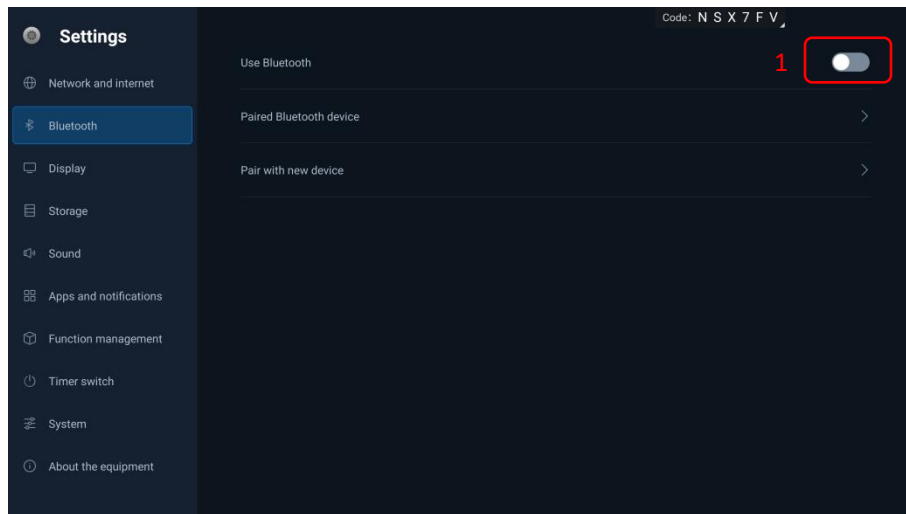 Code: N S X 7 F V
Settings
Network and internet
Bluetooth
Display
Storage
Sound
Apps and notifications
Function management
Timer switch
System
About the equipment
Use Bluetooth
1
Paired Bluetooth device
Pair with new device